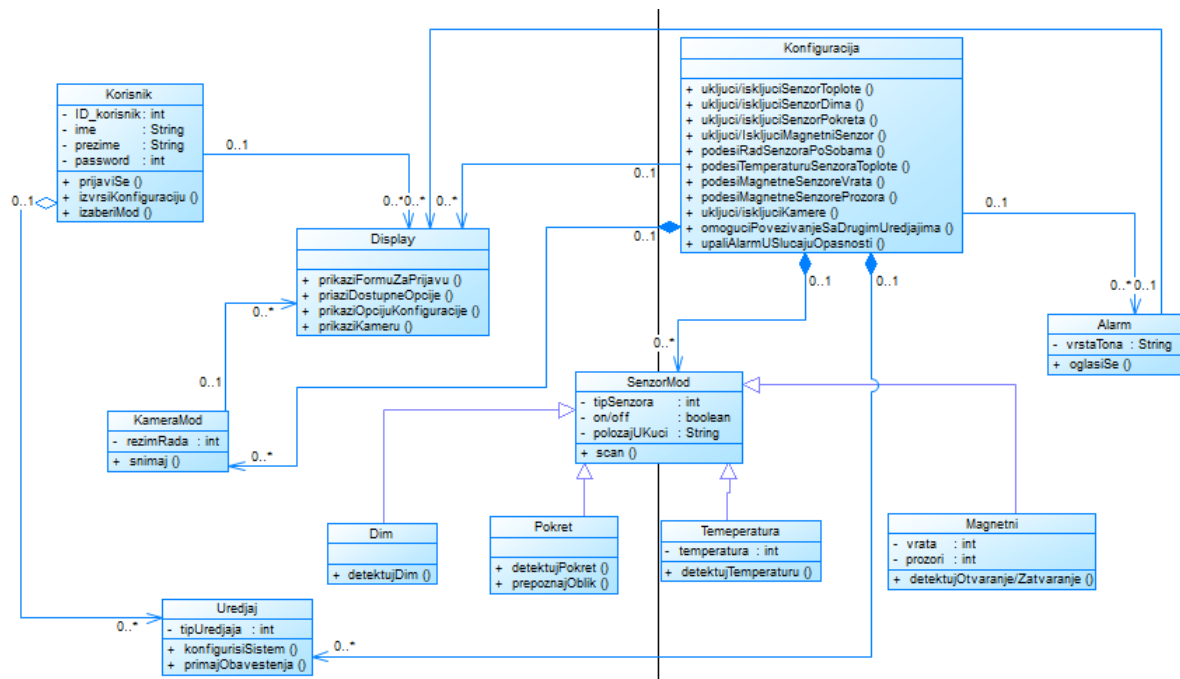 Korisnik
- ID_korisnik : int
- ime : String
- prezime : String
- password : int
+ prijaviSe ()
+ izvrsiKonfiguraciju ()
+ izaberiMod ()
0..1
0..1
Konfiguracija
+ ukljuci/iskljuciSenzorToplote ()
+ ukljuci/iskljuciSenzorDima ()
+ ukljuci/iskljuciSenzorPokreta ()
+ ukljuci/IskljuciMagnetniSenzor ()
+ podesiRadSenzoraPoSobama ()
+ podesiTemperaturuSenzoraToplote ()
+ podesiMagnetneSenzoreVrata ()
+ podesiMagnetneSenzoreProzora ()
+ ukljuci/iskljuciKamere ()
+ omoguciPovezivanjeSaDrugimUredjajima ()
+ upaliAlarmUSlucajuOpasnosti ()
0..1
0..1
0..1
0..1
0..1
0..* 0..* 0..*
Display
+ prikaziFormuZaPrijavu ()
+ priaziDostupneOpcije ()
+ prikaziOpcijuKonfiguracije ()
+ prikaziKameru ()
0..* 0..1
Alarm
- vrstaTona : String
+ oglasiSe ()
0..*
0..1
KameraMod
- rezimRada : int
+ snimaj ()
0..*
0..*
SenzorMod
- tipSenzora : int
- on/off : boolean
- polozajUKuci : String
+ scan ()
Dim
+ detektujDim ()
Pokret
+ detektujPokret ()
+ prepoznajOblik ()
Temeperatura
- temperatura : int
+ detektujTemperaturu ()
Magnetni
- vrata : int
- prozori : int
+ detektujOtvaranje/Zatvaranje ()
0..*
Uredjaj
- tipUredjaja : int
+ konfigurisiSistem ()
+ primajObavestenja ()
0..*